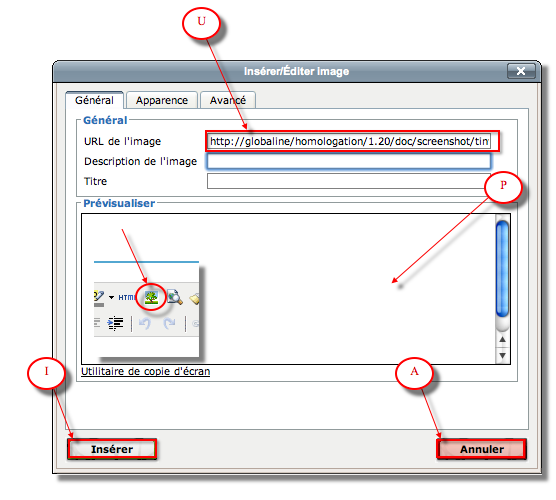 U
Insérer/Éditer image
Général Apparence Avancé
Général
URL de l'image http://globaline/homologation/1.20/doc/screenshot/tin
Description de l'image
Titre
P
Prévisualiser
HTML
Utilitaire de copie d'écran
I
A
Insérer Annuler